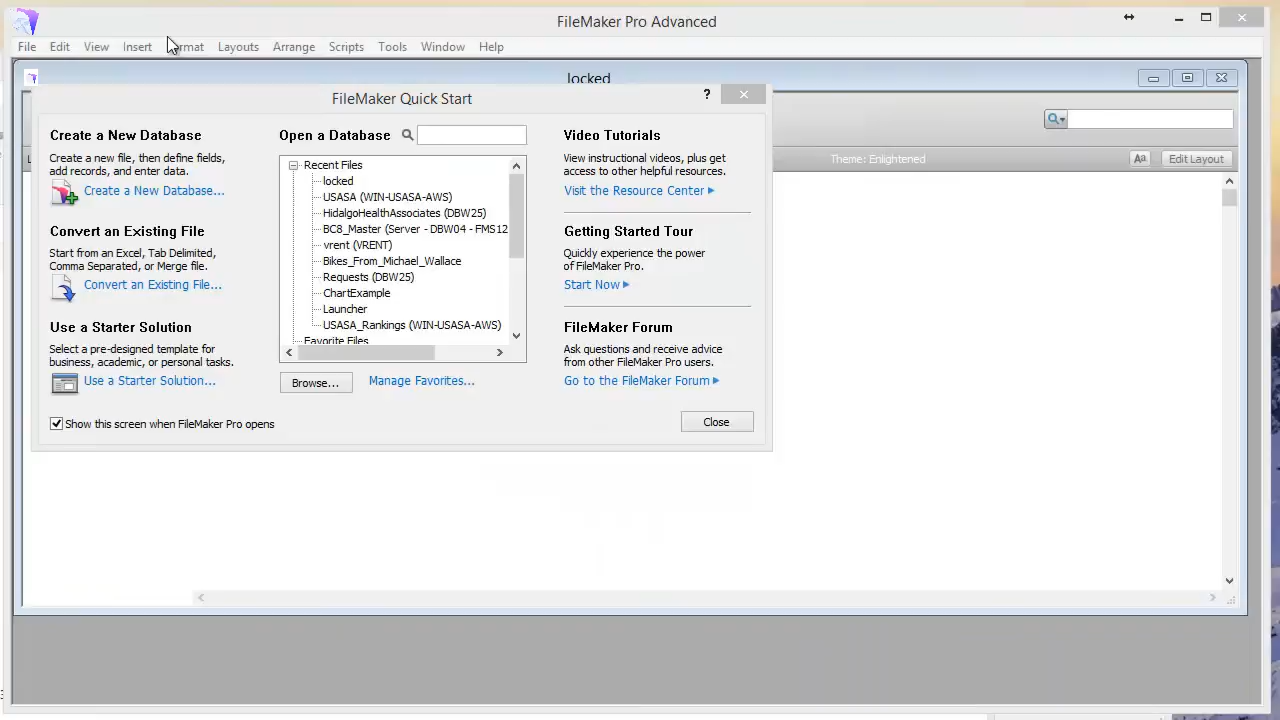 FileMaker Pro Advanced
File Edit View Insert Format Layouts Arrange Scripts Tools Window Help
locked
FileMaker Quick Start
?
Create a New Database
Create a new file, then define fields,
add records, and enter data.
Create a New Database...
Convert an Existing File
Start from an Excel, Tab Delimited,
Comma Separated, or Merge file.
Convert an Existing File...
Use a Starter Solution
Select a pre-designed template for
business, academic, or personal tasks.
Use a Starter Solution...
Show this screen when FileMaker Pro opens
Open a Database
Recent Files
locked
USASA (WIN-USASA-AWS)
HidalgoHealthAssociates (DBW25)
BC8_Master (Server - DBW04 - FMS12
vrent (VRENT)
Bikes_From_Michael_Wallace
Requests (DBW25)
ChartExample
Launcher
USASA_Rankings (WIN-USASA-AWS)
Favorite Files
Browse...
Manage Favorites...
Video Tutorials
View instructional videos, plus get
access to other helpful resources.
Visit the Resource Center
Getting Started Tour
Quickly experience the power
of FileMaker Pro.
Start Now
FileMaker Forum
Ask questions and receive advice
from other FileMaker Pro users.
Go to the FileMaker Forum
Close
Theme: Enlightened
Aa
Edit Layout